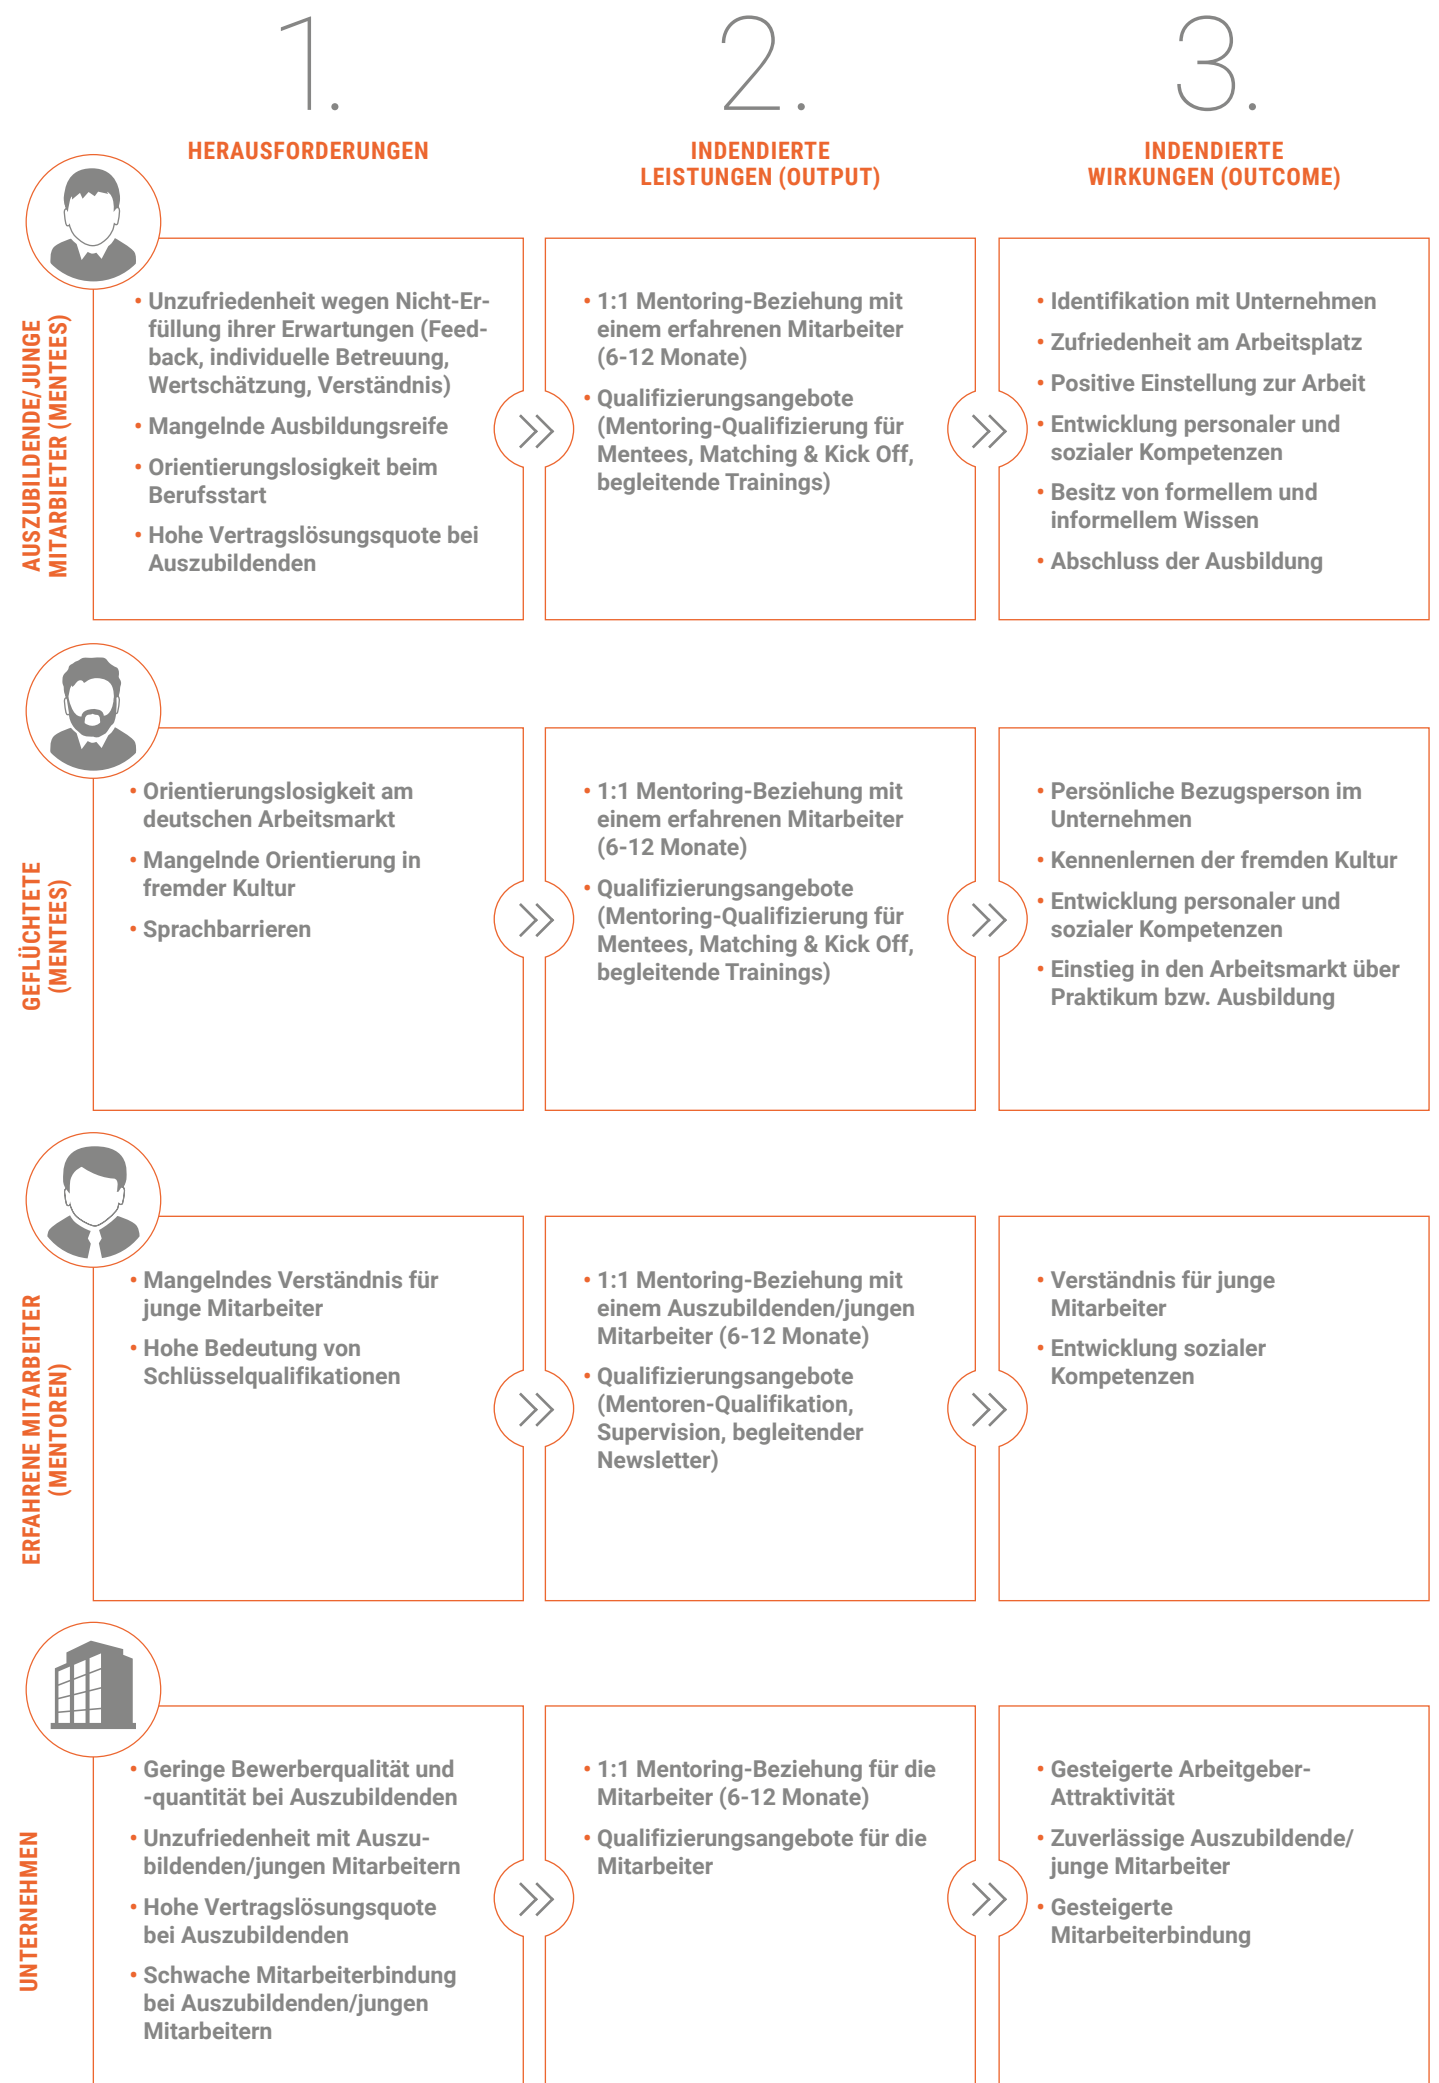 1.
2.
3.
HERAUSFORDERUNGEN
INDENDIERTE
LEISTUNGEN (OUTPUT)
INDENDIERTE
WIRKUNGEN (OUTCOME)
AUSZUBILDENDE/JUNGE
MITARBIETER (MENTEES)
• Unzufriedenheit wegen Nicht-Er-
füllung ihrer Erwartungen (Feed-
back, individuelle Betreuung,
Wertschätzung, Verständnis)
• Mangelnde Ausbildungsreife
• Orientierungslosigkeit beim
Berufsstart
• Hohe Vertragslösungsquote bei
Auszubildenden
• 1:1 Mentoring-Beziehung mit
einem erfahrenen Mitarbeiter
(6-12 Monate)
• Qualifizierungsangebote
(Mentoring-Qualifizierung für
Mentees, Matching & Kick Off,
begleitende Trainings)
• Identifikation mit Unternehmen
• Zufriedenheit am Arbeitsplatz
• Positive Einstellung zur Arbeit
• Entwicklung personaler und
sozialer Kompetenzen
• Besitz von formellem und
informellem Wissen
• Abschluss der Ausbildung
GEFLÜCHTETE
(MENTEES)
• Orientierungslosigkeit am
deutschen Arbeitsmarkt
• Mangelnde Orientierung in
fremder Kultur
• Sprachbarrieren
• 1:1 Mentoring-Beziehung mit
einem erfahrenen Mitarbeiter
(6-12 Monate)
• Qualifizierungsangebote
(Mentoring-Qualifizierung für
Mentees, Matching & Kick Off,
begleitende Trainings)
• Persönliche Bezugsperson im
Unternehmen
• Kennenlernen der fremden Kultur
• Entwicklung personaler und
sozialer Kompetenzen
• Einstieg in den Arbeitsmarkt über
Praktikum bzw. Ausbildung
ERFAHRENE MITARBEITER
(MENTOREN)
• Mangelndes Verständnis für
junge Mitarbeiter
• Hohe Bedeutung von
Schlüsselqualifikationen
• 1:1 Mentoring-Beziehung mit
einem Auszubildenden/jungen
Mitarbeiter (6-12 Monate)
• Qualifizierungsangebote
(Mentoren-Qualifikation,
Supervision, begleitender
Newsletter)
• Verständnis für junge
Mitarbeiter
• Entwicklung sozialer
Kompetenzen
UNTERNEHMEN
• Geringe Bewerberqualität und
-quantität bei Auszubildenden
• Unzufriedenheit mit Auszu-
bildenden/jungen Mitarbeitern
• Hohe Vertragslösungsquote
bei Auszubildenden
• Schwache Mitarbeiterbindung
bei Auszubildenden/jungen
Mitarbeitern
• 1:1 Mentoring-Beziehung für die
Mitarbeiter (6-12 Monate)
• Qualifizierungsangebote für die
Mitarbeiter
• Gesteigerte Arbeitgeber-
Attraktivität
• Zuverlässige Auszubildende/
junge Mitarbeiter
• Gesteigerte
Mitarbeiterbindung